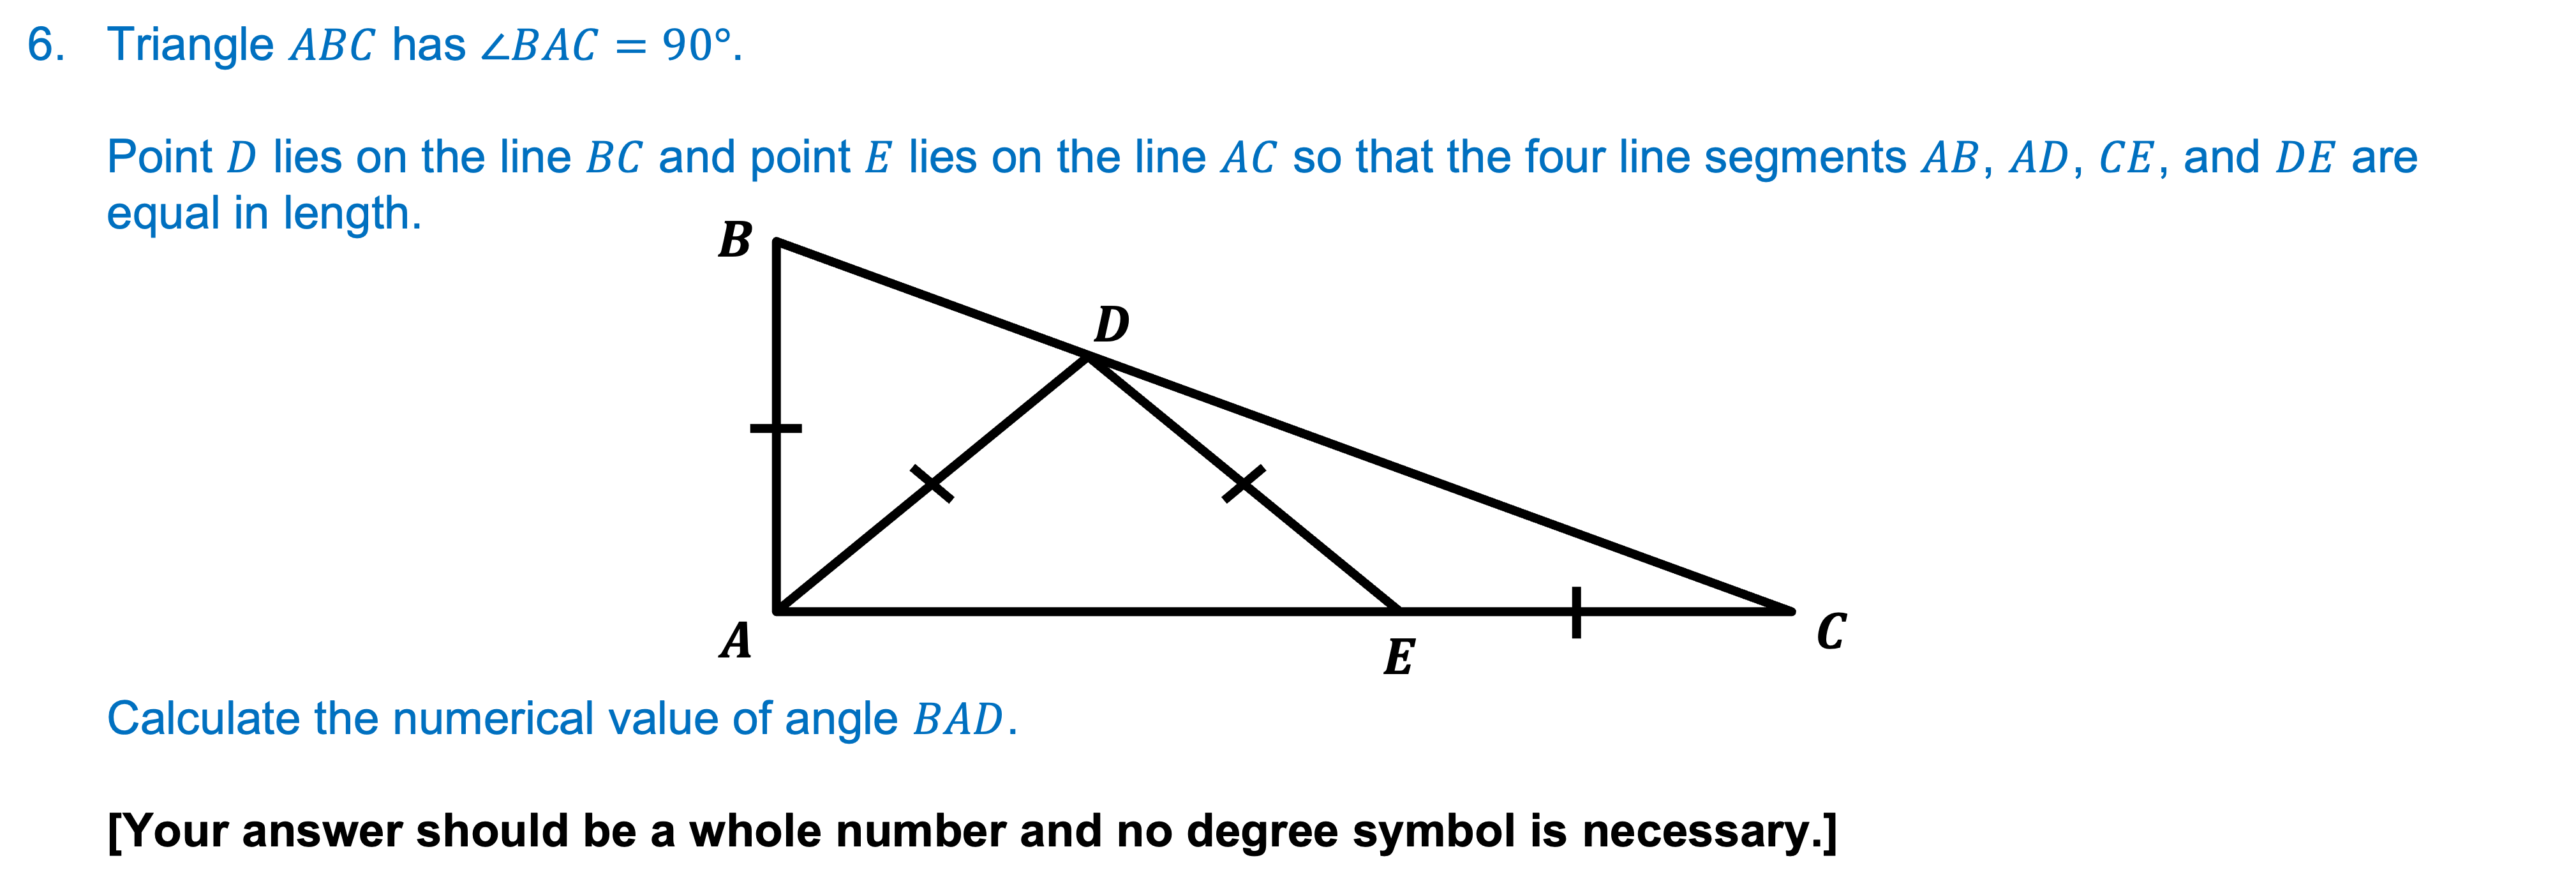 6. Triangle ABC has ∠BAC = 90°.
Point D lies on the line BC and point E lies on the line AC so that the four line segments AB, AD, CE, and DE are
equal in length.
B
D
A
E
C
Calculate the numerical value of angle BAD.
[Your answer should be a whole number and no degree symbol is necessary.]